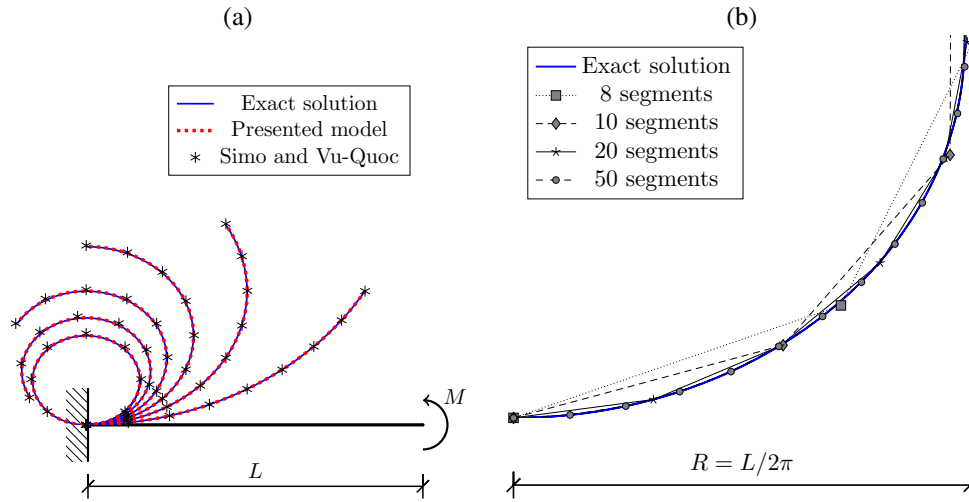 (a)
Exact solution
Presented model
Simo and Vu-Quoc
M
L
(b)
Exact solution
8 segments
10 segments
20 segments
50 segments
R = L/2π